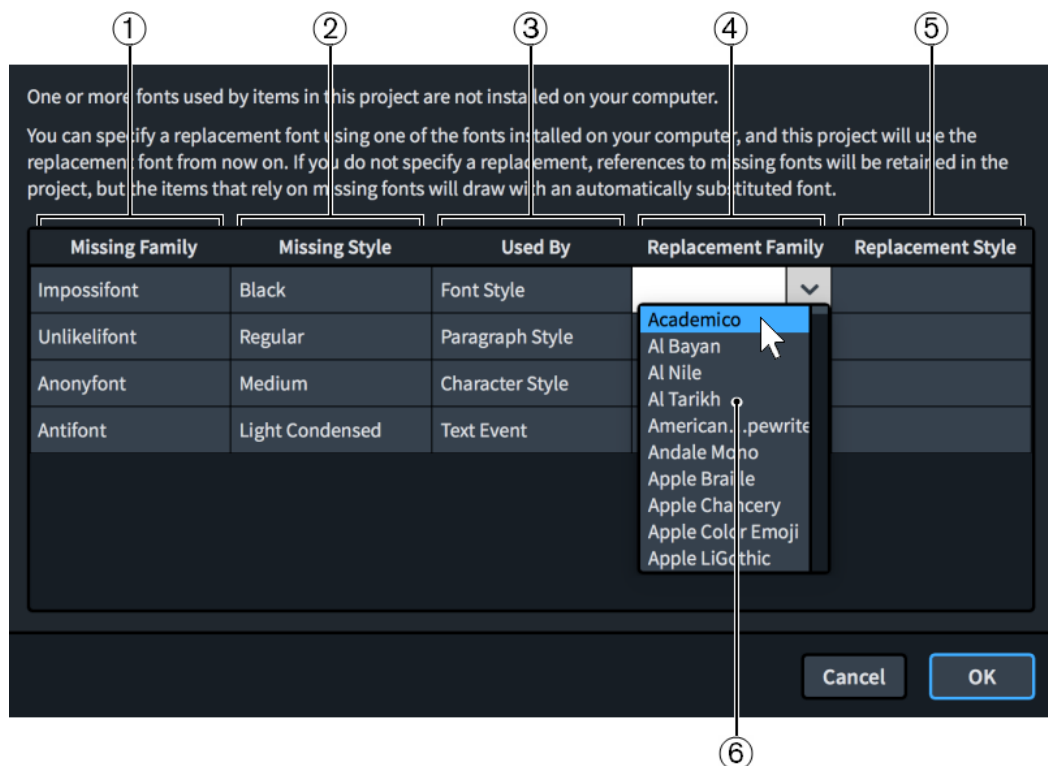 ① ② ③ ④ ⑤
One or more fonts used by items in this project are not installed on your computer.
You can specify a replacement font using one of the fonts installed on your computer, and this project will use the
replacement font from now on. If you do not specify a replacement, references to missing fonts will be retained in the
project, but the items that rely on missing fonts will draw with an automatically substituted font.
Missing Family Missing Style Used By Replacement Family Replacement Style
Impossifont Black Font Style
Unlikelifont Regular Paragraph Style
Anonyfont Medium Character Style
Antifont Light Condensed Text Event
Academico
Al Bayan
Al Nile
Al Tarikh
American...pewrite
Andale Mono
Apple Braille
Apple Chancery
Apple Color Emoji
Apple LiGothic
Cancel OK
⑥